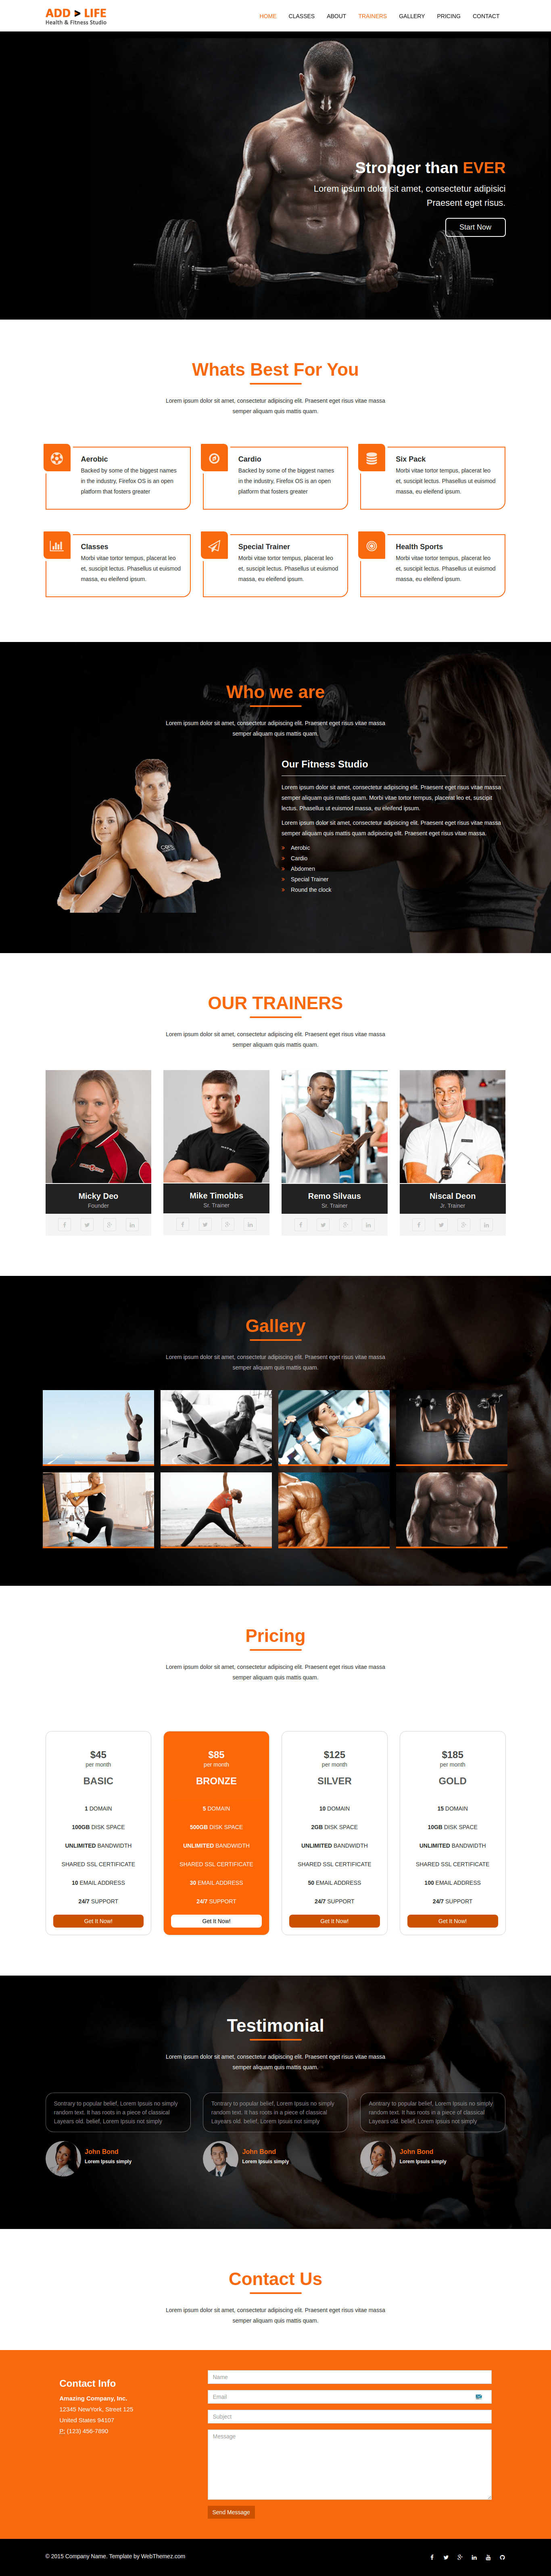 ADD > LIFE
Health & Fitness Studio
HOME CLASSES ABOUT TRAINERS GALLERY PRICING CONTACT
Stronger than EVER
Lorem ipsum dolor sit amet, consectetur adipisici
Praesent eget risus.
Start Now
Whats Best For You
Lorem ipsum dolor sit amet, consectetur adipiscing elit. Praesent eget risus vitae massa
semper aliquam quis mattis quam.
Aerobic
Backed by some of the biggest names
in the industry, Firefox OS is an open
platform that fosters greater
Cardio
Backed by some of the biggest names
in the industry, Firefox OS is an open
platform that fosters greater
Six Pack
Morbi vitae tortor tempus, placerat leo
et, suscipit lectus. Phasellus ut euismod
massa, eu eleifend ipsum.
Classes
Morbi vitae tortor tempus, placerat leo
et, suscipit lectus. Phasellus ut euismod
massa, eu eleifend ipsum.
Special Trainer
Morbi vitae tortor tempus, placerat leo
et, suscipit lectus. Phasellus ut euismod
massa, eu eleifend ipsum.
Health Sports
Morbi vitae tortor tempus, placerat leo
et, suscipit lectus. Phasellus ut euismod
massa, eu eleifend ipsum.
Who we are
Lorem ipsum dolor sit amet, consectetur adipiscing elit. Praesent eget risus vitae massa
semper aliquam quis mattis quam.
Our Fitness Studio
Lorem ipsum dolor sit amet, consectetur adipiscing elit. Praesent eget risus vitae massa
semper aliquam quis mattis quam. Morbi vitae tortor tempus, placerat leo et, suscipit
lectus. Phasellus ut euismod massa, eu eleifend ipsum.
Lorem ipsum dolor sit amet, consectetur adipiscing elit. Praesent eget risus vitae massa
semper aliquam quis mattis quam adipiscing elit. Praesent eget risus vitae massa.
Aerobic
Cardio
Abdomen
Special Trainer
Round the clock
OUR TRAINERS
Lorem ipsum dolor sit amet, consectetur adipiscing elit. Praesent eget risus vitae massa
semper aliquam quis mattis quam.
Micky Deo
Founder
Mike Timobbs
Sr. Trainer
Remo Silvaus
Sr. Trainer
Niscal Deon
Jr. Trainer
Gallery
Lorem ipsum dolor sit amet, consectetur adipiscing elit. Praesent eget risus vitae massa
semper aliquam quis mattis quam.
Pricing
Lorem ipsum dolor sit amet, consectetur adipiscing elit. Praesent eget risus vitae massa
semper aliquam quis mattis quam.
$45
per month
BASIC
1 DOMAIN
100GB DISK SPACE
UNLIMITED BANDWIDTH
SHARED SSL CERTIFICATE
10 EMAIL ADDRESS
24/7 SUPPORT
Get It Now!
$85
per month
BRONZE
5 DOMAIN
500GB DISK SPACE
UNLIMITED BANDWIDTH
SHARED SSL CERTIFICATE
30 EMAIL ADDRESS
24/7 SUPPORT
Get It Now!
$125
per month
SILVER
10 DOMAIN
2GB DISK SPACE
UNLIMITED BANDWIDTH
SHARED SSL CERTIFICATE
50 EMAIL ADDRESS
24/7 SUPPORT
Get It Now!
$185
per month
GOLD
15 DOMAIN
10GB DISK SPACE
UNLIMITED BANDWIDTH
SHARED SSL CERTIFICATE
100 EMAIL ADDRESS
24/7 SUPPORT
Get It Now!
Testimonial
Lorem ipsum dolor sit amet, consectetur adipiscing elit. Praesent eget risus vitae massa
semper aliquam quis mattis quam.
Santrary to popular belief, Lorem Ipsuis no simply
randorn text. It has roots in a piece of classical
Layears old. belief, Lorem Ipsuis not simply
John Bond
Lorem Ipsuis simply
Tontrary to popular belief, Lorem Ipsuis no simply
randorn text. It has roots in a piece of classical
Layears old. belief, Lorem Ipsuis not simply
John Bond
Lorem Ipsuis simply
Aontrary to popular belief, Lorem Ipsuis no simply
randorn text. It has roots in a piece of classical
Layears old. belief, Lorem Ipsuis not simply
John Bond
Lorem Ipsuis simply
Contact Us
Lorem ipsum dolor sit amet, consectetur adipiscing elit. Praesent eget risus vitae massa
semper aliquam quis mattis quam.
Contact Info
Amazing Company, Inc.
12345 NewYork, Street 125
United States 94107
P: (123) 456-7890
Name
Email
Subject
Message
Send Message
© 2015 Company Name. Template by WebThemez.com